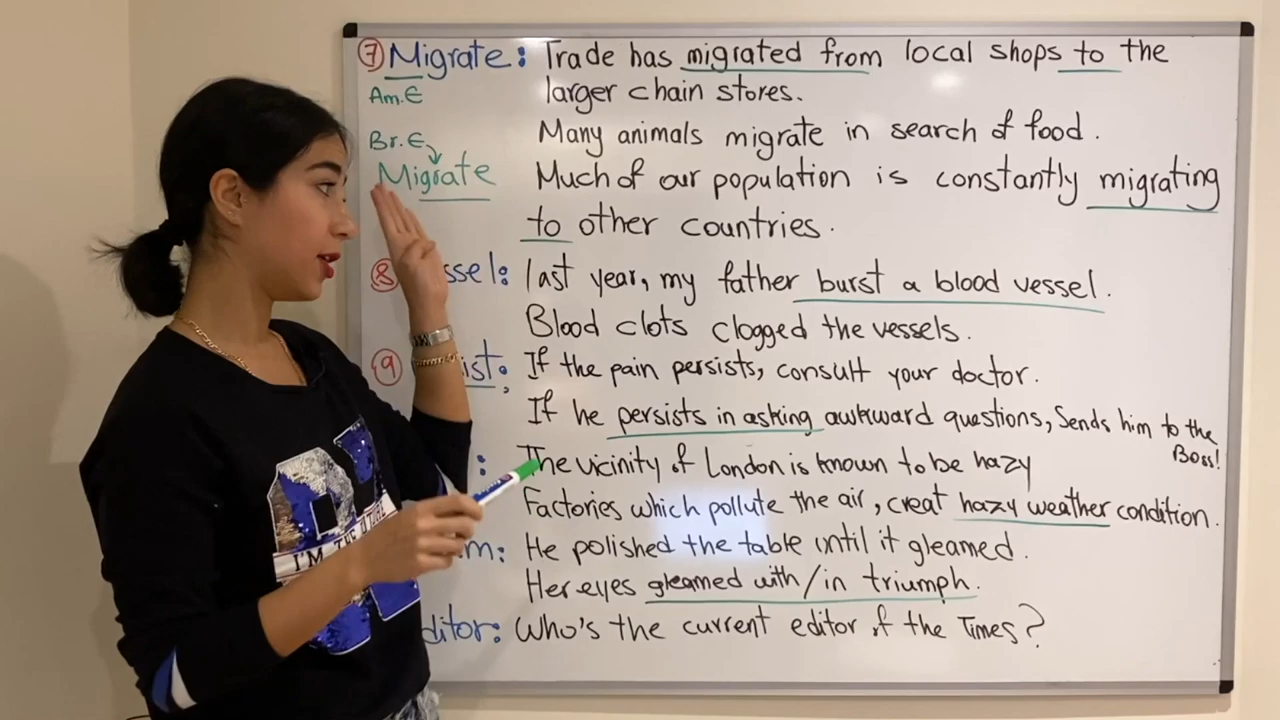 7 Migrate: Trade has migrated from local shops to the
Am.E
larger chain stores.
Br.E
Many animals migrate in search of food.
Migrate
Much of our population is constantly migrating
to other countries.
8 ssel: last year, my father burst a blood vessel.
Blood clots clogged the vessels.
9 ist: If the pain persists, consult your doctor.
If he persists in asking awkward questions, Sends him to the
Boss!
: The vicinity of London is known to be hazy
Factories which pollute the air, creat hazy weather condition.
m: He polished the table until it gleamed.
Her eyes gleamed with/in triumph.
ditor: Who's the current editor of the Times?
I'M THE